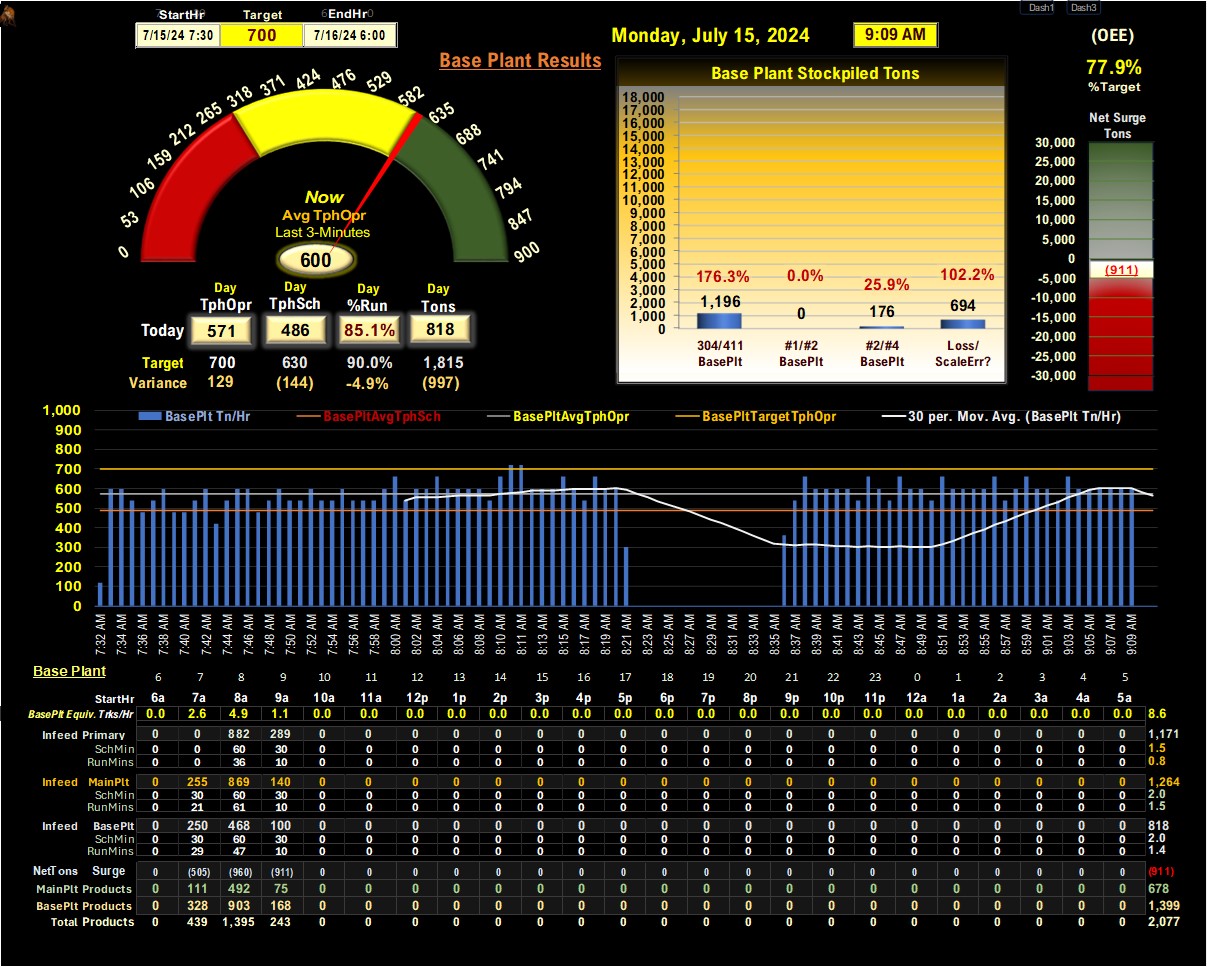 StartHr Target EndHr Dash1 Dash3
7/15/24 7:30 700 7/16/24 6:00
Monday, July 15, 2024 9:09 AM (OEE)
Base Plant Results
77.9%
%Target
Base Plant Stockpiled Tons
Net Surge
Tons
0 53 106 159 212 265 318 371 424 476 529 582 635 688 741 794 847 900
Now
Avg TphOpr
Last 3-Minutes
600
18,000
17,000
16,000
15,000
14,000
13,000
12,000
11,000
10,000
9,000
8,000
7,000
6,000
5,000
4,000
3,000
2,000
1,000
0
176.3% 0.0% 25.9% 102.2%
1,196 0 176 694
304/411 #1/#2 #2/#4 Loss/
BasePlt BasePlt BasePlt ScaleErr?
30,000
25,000
20,000
15,000
10,000
5,000
0
(911)
-5,000
-10,000
-15,000
-20,000
-25,000
-30,000
Day Day Day Day
TphOpr TphSch %Run Tons
Today 571 486 85.1% 818
Target 700 630 90.0% 1,815
Variance 129 (144) -4.9% (997)
BasePlt Tn/Hr BasePltAvgTphSch BasePltAvgTphOpr BasePltTargetTphOpr 30 per. Mov. Avg. (BasePlt Tn/Hr)
1,000
900
800
700
600
500
400
300
200
100
0
7:32 AM 7:34 AM 7:36 AM 7:38 AM 7:40 AM 7:42 AM 7:44 AM 7:46 AM 7:48 AM 7:50 AM 7:52 AM 7:54 AM 7:56 AM 7:58 AM 8:00 AM 8:02 AM 8:04 AM 8:06 AM 8:08 AM 8:10 AM 8:11 AM 8:13 AM 8:15 AM 8:17 AM 8:19 AM 8:21 AM 8:23 AM 8:25 AM 8:27 AM 8:29 AM 8:31 AM 8:33 AM 8:35 AM 8:37 AM 8:39 AM 8:41 AM 8:43 AM 8:45 AM 8:47 AM 8:49 AM 8:51 AM 8:53 AM 8:55 AM 8:57 AM 8:59 AM 9:01 AM 9:03 AM 9:05 AM 9:07 AM 9:09 AM
Base Plant
6 7 8 9 10 11 12 13 14 15 16 17 18 19 20 21 22 23 0 1 2 3 4 5
StartHr 6a 7a 8a 9a 10a 11a 12p 1p 2p 3p 4p 5p 6p 7p 8p 9p 10p 11p 12a 1a 2a 3a 4a 5a
BasePlt Equiv. Trks/Hr 0.0 2.6 4.9 1.1 0.0 0.0 0.0 0.0 0.0 0.0 0.0 0.0 0.0 0.0 0.0 0.0 0.0 0.0 0.0 0.0 0.0 0.0 0.0 0.0 8.6
Infeed Primary 0 0 882 289 0 0 0 0 0 0 0 0 0 0 0 0 0 0 0 0 0 0 0 0 1,171
SchMin 0 0 60 30 0 0 0 0 0 0 0 0 0 0 0 0 0 0 0 0 0 0 0 0 1.5
RunMins 0 0 36 10 0 0 0 0 0 0 0 0 0 0 0 0 0 0 0 0 0 0 0 0 0.8
Infeed MainPlt 0 255 869 140 0 0 0 0 0 0 0 0 0 0 0 0 0 0 0 0 0 0 0 0 1,264
SchMin 0 30 60 30 0 0 0 0 0 0 0 0 0 0 0 0 0 0 0 0 0 0 0 0 2.0
RunMins 0 21 61 10 0 0 0 0 0 0 0 0 0 0 0 0 0 0 0 0 0 0 0 0 1.5
Infeed BasePlt 0 250 468 100 0 0 0 0 0 0 0 0 0 0 0 0 0 0 0 0 0 0 0 0 818
SchMin 0 30 60 30 0 0 0 0 0 0 0 0 0 0 0 0 0 0 0 0 0 0 0 0 2.0
RunMins 0 29 47 10 0 0 0 0 0 0 0 0 0 0 0 0 0 0 0 0 0 0 0 0 1.4
NetTons Surge 0 (505) (960) (911) 0 0 0 0 0 0 0 0 0 0 0 0 0 0 0 0 0 0 0 0 (911)
MainPlt Products 0 111 492 75 0 0 0 0 0 0 0 0 0 0 0 0 0 0 0 0 0 0 0 0 678
BasePlt Products 0 328 903 168 0 0 0 0 0 0 0 0 0 0 0 0 0 0 0 0 0 0 0 0 1,399
Total Products 0 439 1,395 243 0 0 0 0 0 0 0 0 0 0 0 0 0 0 0 0 0 0 0 0 2,077